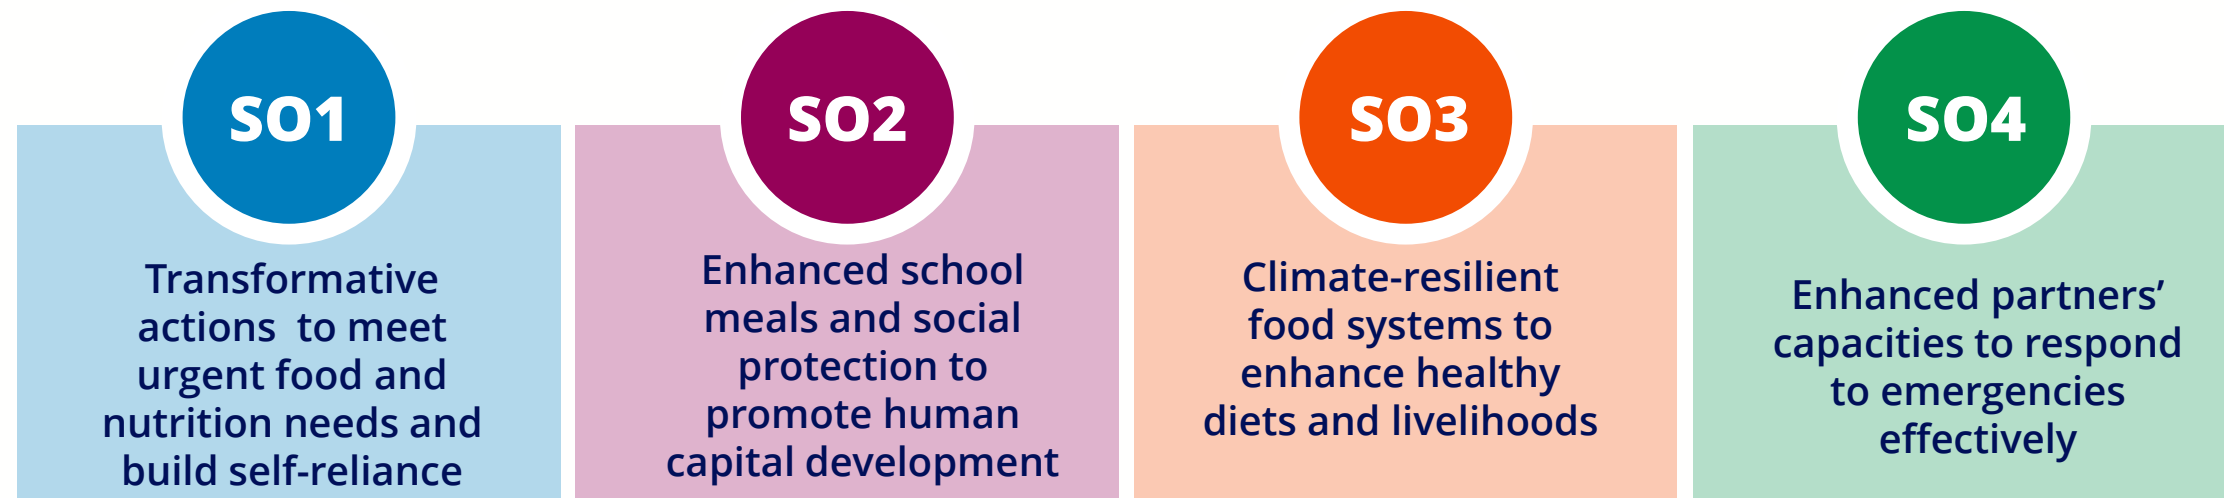 SO1
Transformative
actions  to meet
urgent food and
nutrition needs and
build self-reliance
SO2
Enhanced school
meals and social
protection to
promote human
capital development
SO3
Climate-resilient
food systems to
enhance healthy
diets and livelihoods
SO4
Enhanced partners’
capacities to respond
to emergencies
effectively